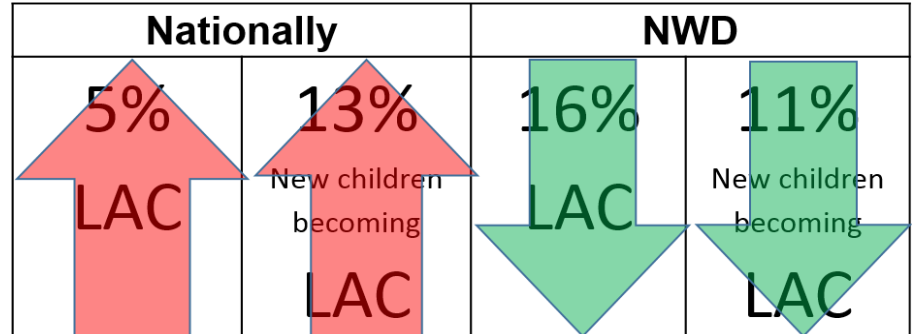 Nationally
NWD
5%
LAC
13%
New children
becoming
LAC
16%
LAC
11%
New children
becoming
LAC